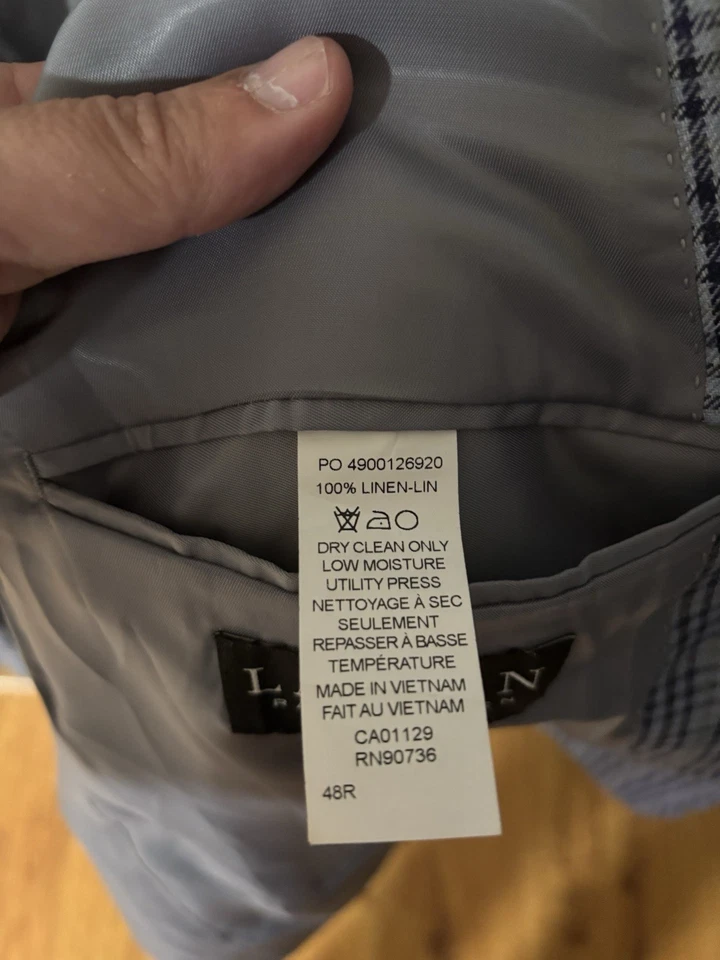 PO 4900126920
100% LINEN-LIN
DRY CLEAN ONLY
LOW MOISTURE
UTILITY PRESS
NETTOYAGE À SEC
SEULEMENT
REPASSER À BASSE
TEMPÉRATURE
MADE IN VIETNAM
FAIT AU VIETNAM
CA01129
RN90736
48R